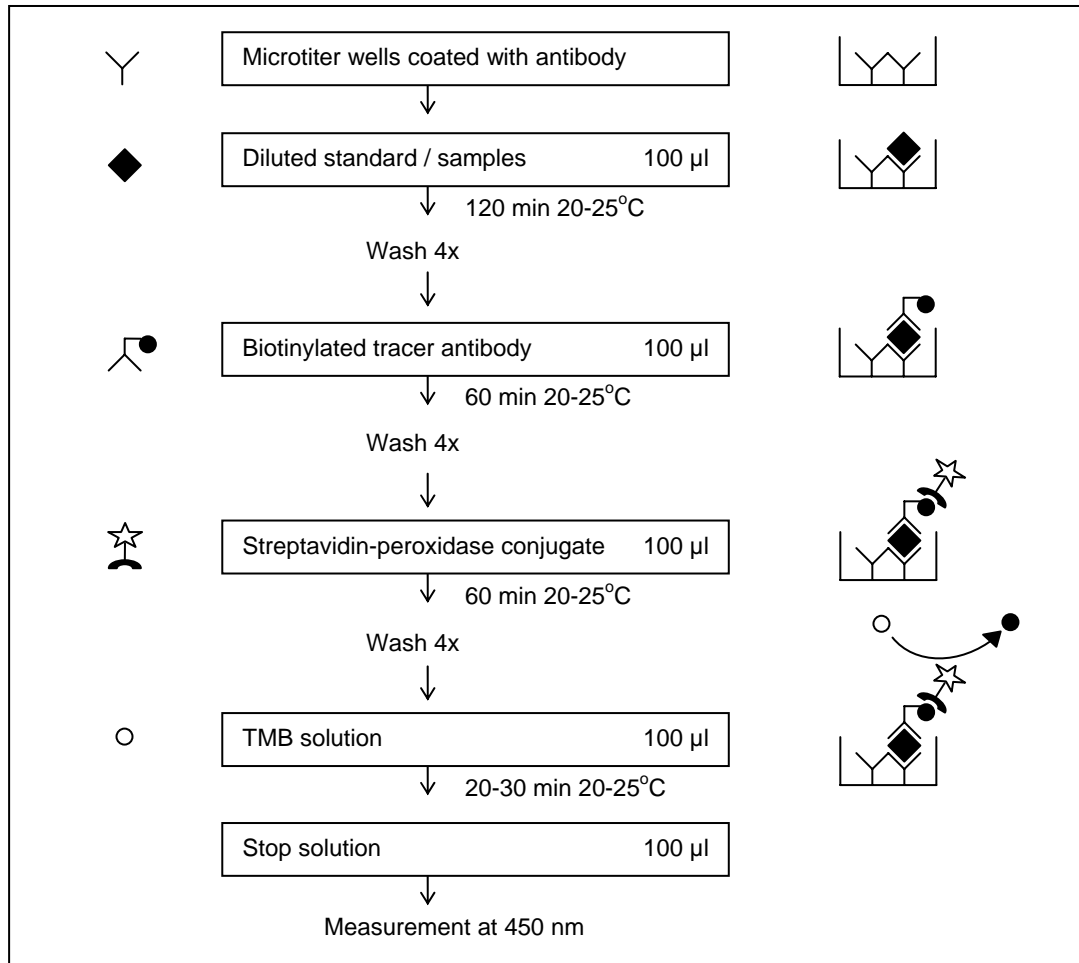 Microtiter wells coated with antibody
Diluted standard / samples 100 µl
120 min 20-25°C
Wash 4x
Biotinylated tracer antibody 100 µl
60 min 20-25°C
Wash 4x
Streptavidin-peroxidase conjugate 100 µl
60 min 20-25°C
Wash 4x
TMB solution 100 µl
20-30 min 20-25°C
Stop solution 100 µl
Measurement at 450 nm